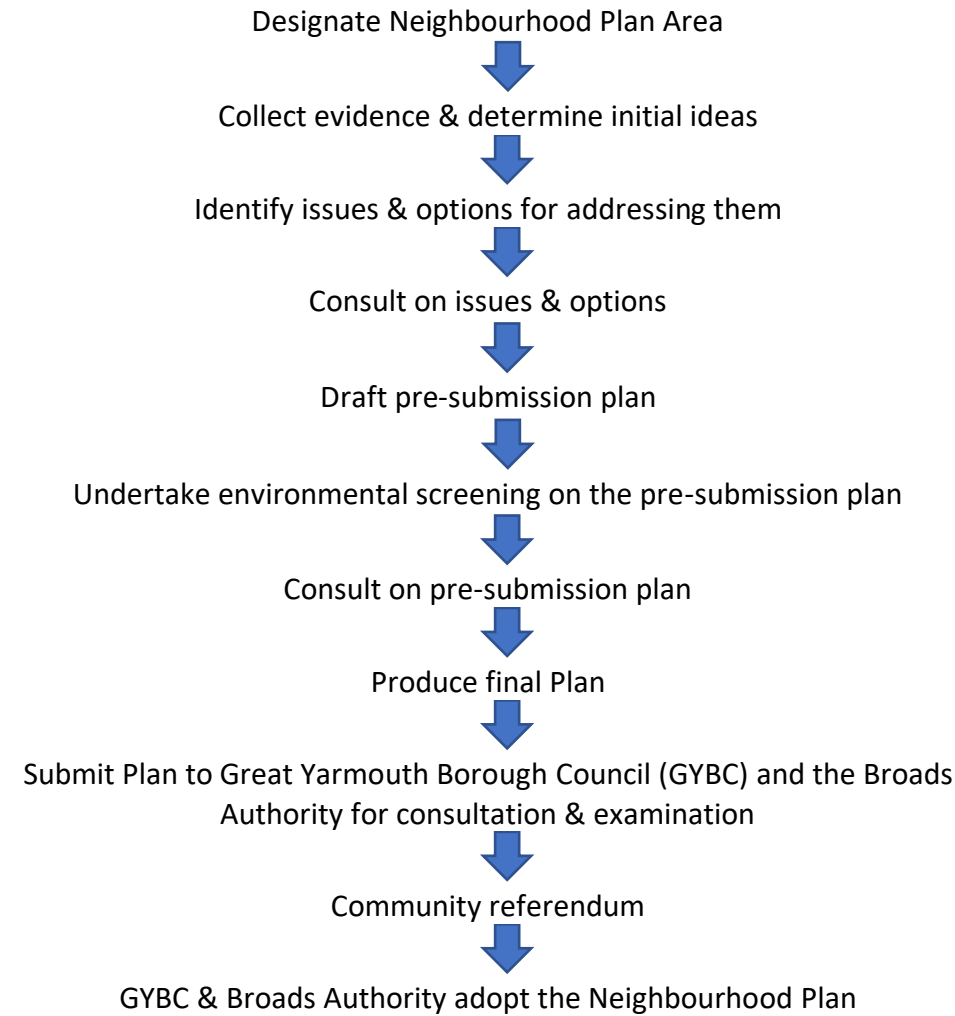 Designate Neighbourhood Plan Area
Collect evidence & determine initial ideas
Identify issues & options for addressing them
Consult on issues & options
Draft pre-submission plan
Undertake environmental screening on the pre-submission plan
Consult on pre-submission plan
Produce final Plan
Submit Plan to Great Yarmouth Borough Council (GYBC) and the Broads
Authority for consultation & examination
Community referendum
GYBC & Broads Authority adopt the Neighbourhood Plan